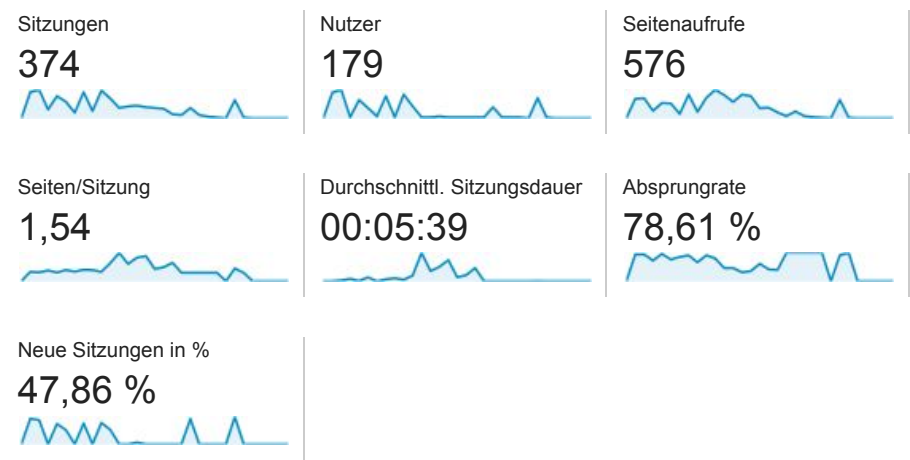 Sitzungen
374
Nutzer
179
Seitenaufrufe
576
Seiten/Sitzung
1,54
Durchschnittl. Sitzungsdauer
00:05:39
Absprungrate
78,61 %
Neue Sitzungen in %
47,86 %